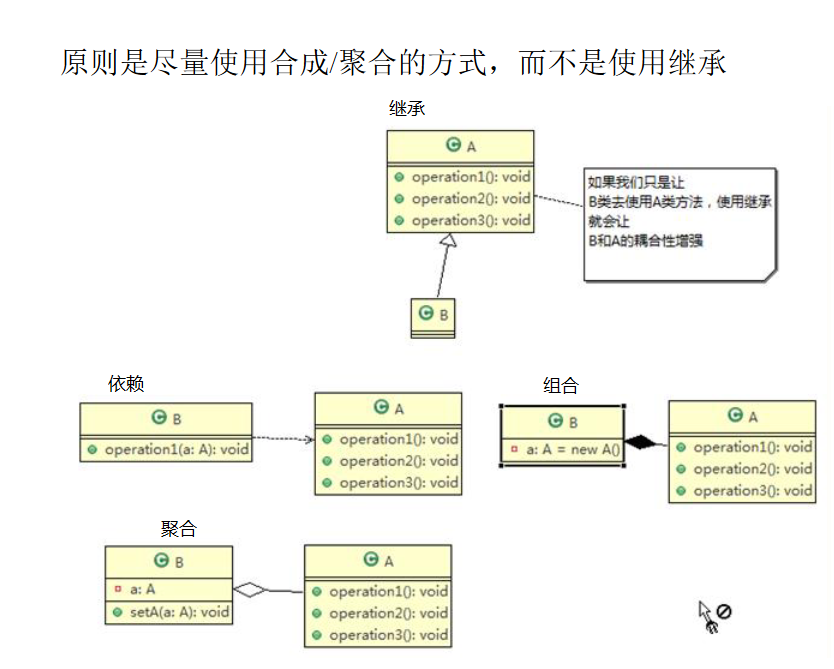 原则是尽量使用合成/聚合的方式，而不是使用继承
继承
C A
operation1(): void
operation2(): void
operation3(): void
如果我们只是让
B类去使用A类方法，使用继承
就会让
B和A的耦合性增强
C B
依赖
C B
operation1(a: A): void
C A
operation1(): void
operation2(): void
operation3(): void
组合
C B
a: A = new A()
C A
operation1(): void
operation2(): void
operation3(): void
聚合
C B
a: A
setA(a: A): void
C A
operation1(): void
operation2(): void
operation3(): void